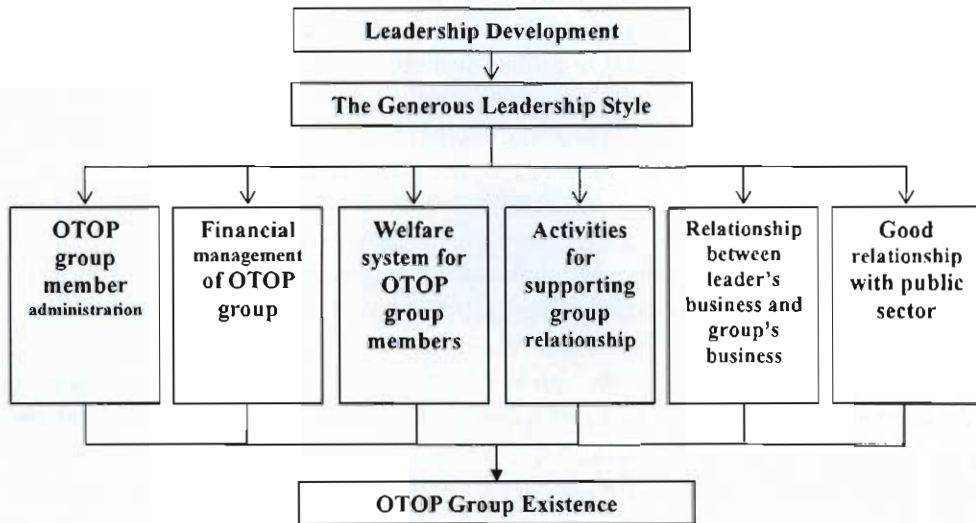 Leadership Development
The Generous Leadership Style
OTOP
group
member
administration
Financial
management
of OTOP
group
Welfare
system for
OTOP
group
members
Activities
for
supporting
group
relationship
Relationship
between
leader's
business and
group's
business
Good
relationship
with public
sector
OTOP Group Existence